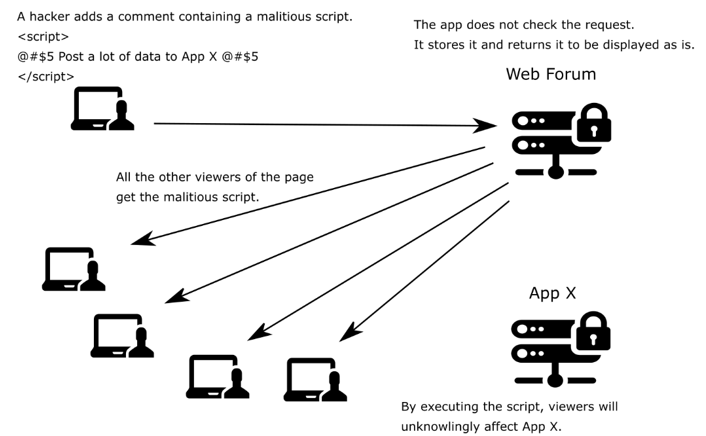 A hacker adds a comment containing a malitious script.
<script>
@#$5 Post a lot of data to App X @#$5
</script>
The app does not check the request.
It stores it and returns it to be displayed as is.
Web Forum
All the other viewers of the page
get the malitious script.
App X
By executing the script, viewers will
unknowlingly affect App X.